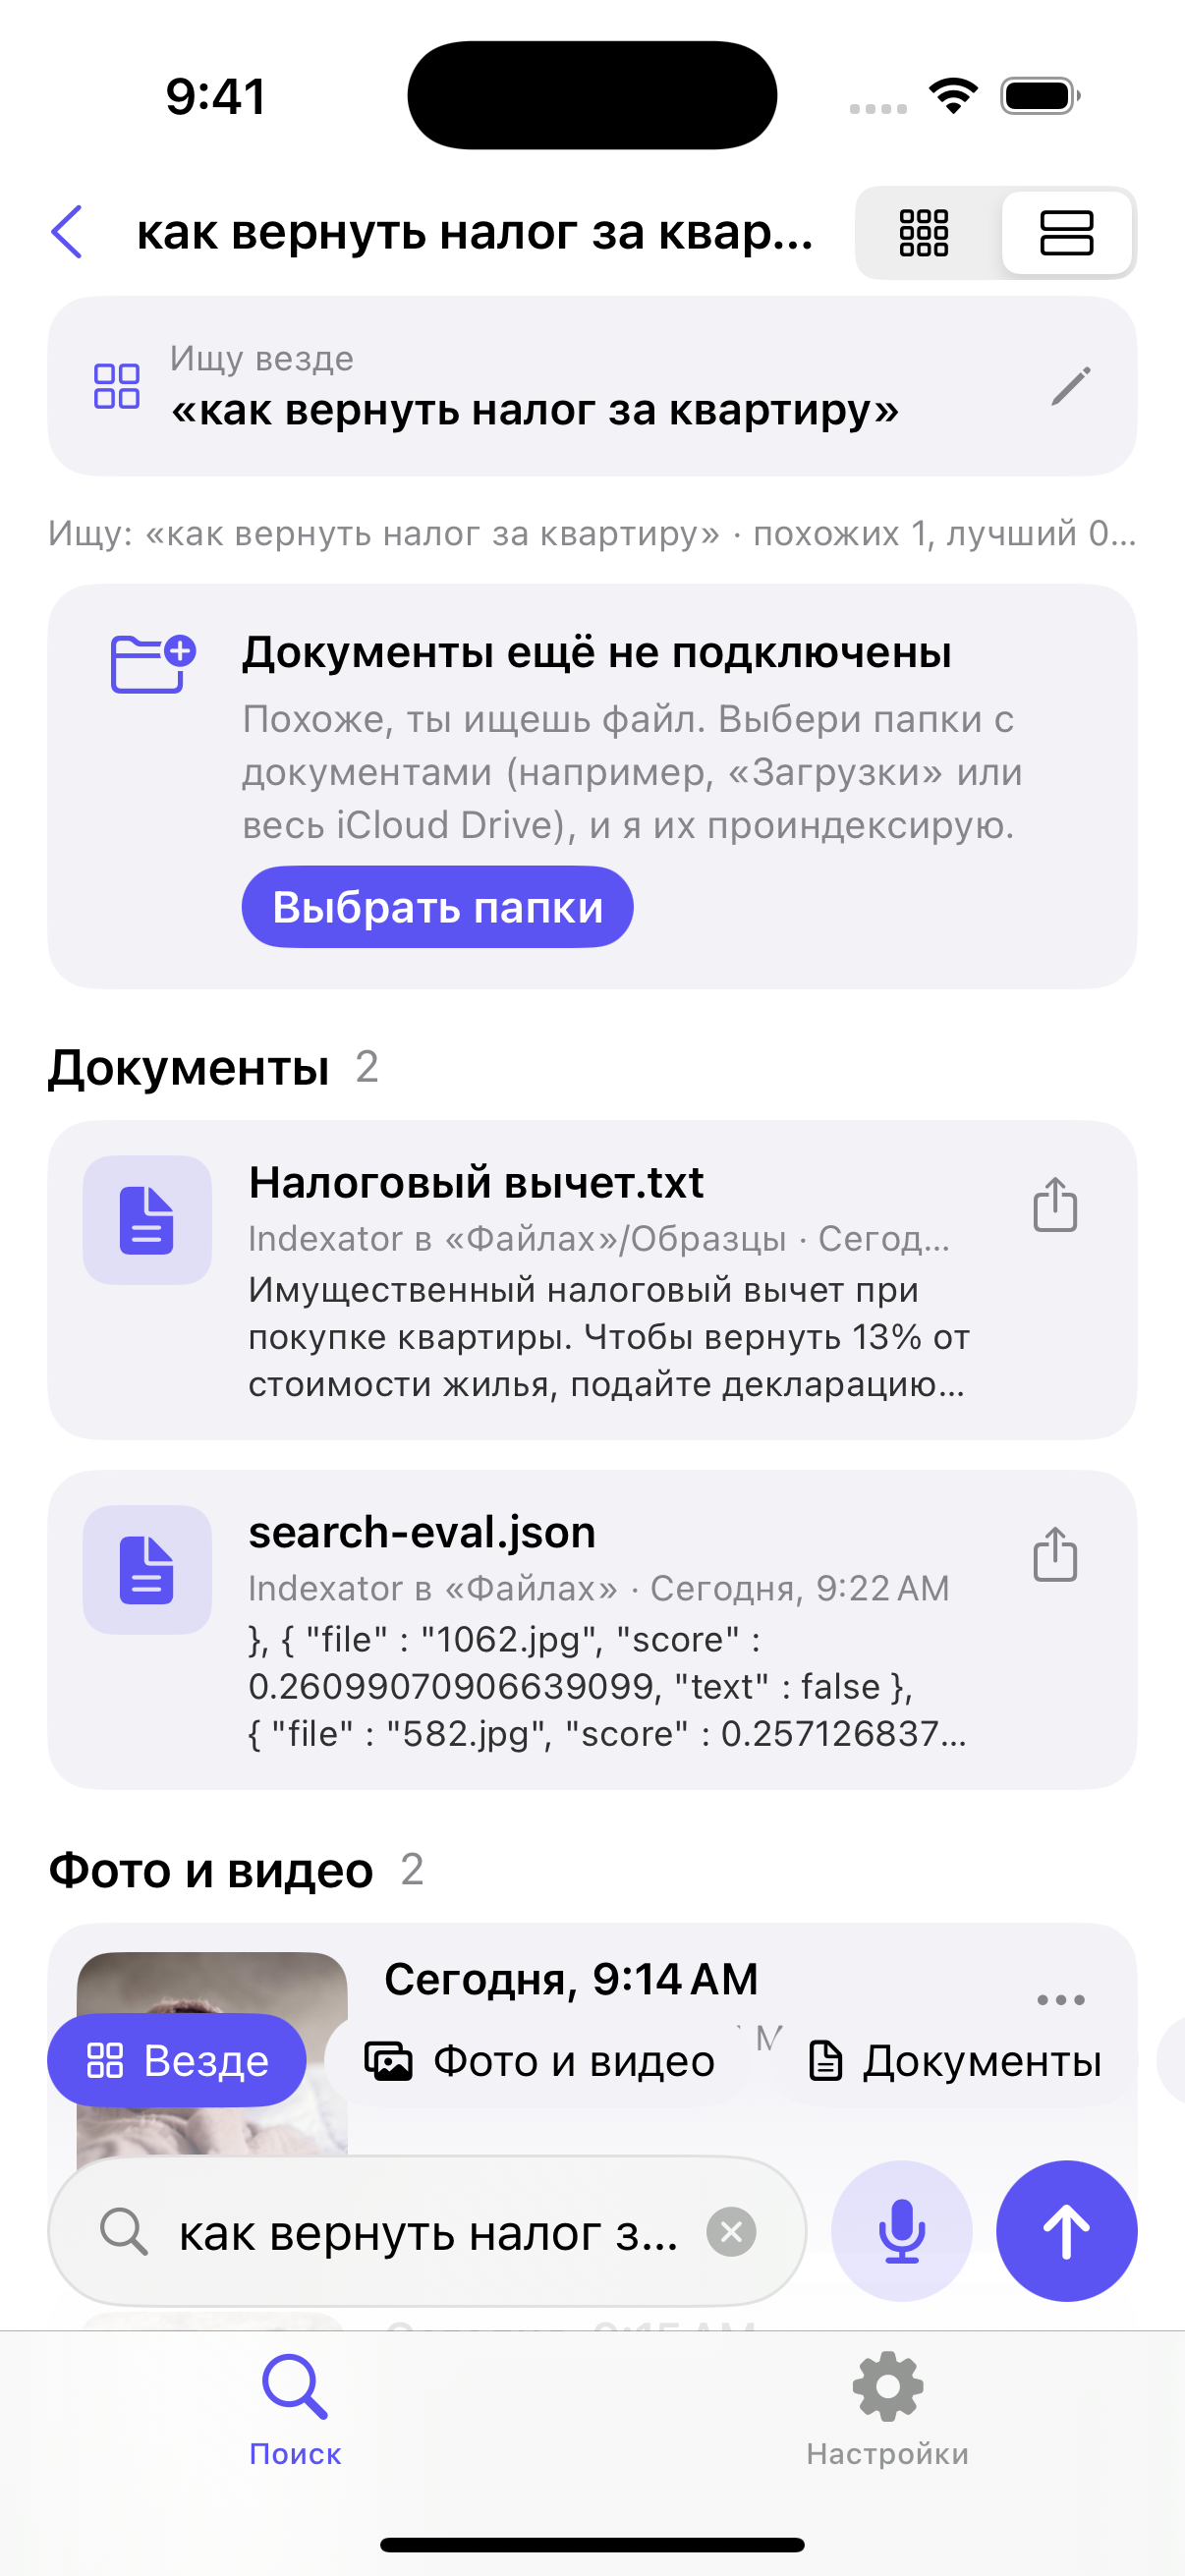 9:41
как вернуть налог за квар...
Ищу везде
«как вернуть налог за квартиру»
Ищу: «как вернуть налог за квартиру» · похожих 1, лучший 0...
Документы ещё не подключены
Похоже, ты ищешь файл. Выбери папки с
документами (например, «Загрузки» или
весь iCloud Drive), и я их проиндексирую.
Выбрать папки
Документы 2
Налоговый вычет.txt
Indexator в «Файлах»/Образцы · Сегод...
Имущественный налоговый вычет при
покупке квартиры. Чтобы вернуть 13% от
стоимости жилья, подайте декларацию...
search-eval.json
Indexator в «Файлах» · Сегодня, 9:22 AM
}, { "file" : "1062.jpg", "score" :
0.26099070906639099, "text" : false },
{ "file" : "582.jpg", "score" : 0.257126837...
Фото и видео 2
Сегодня, 9:14 AM
Везде
Фото и видео
Документы
как вернуть налог з...
Поиск
Настройки